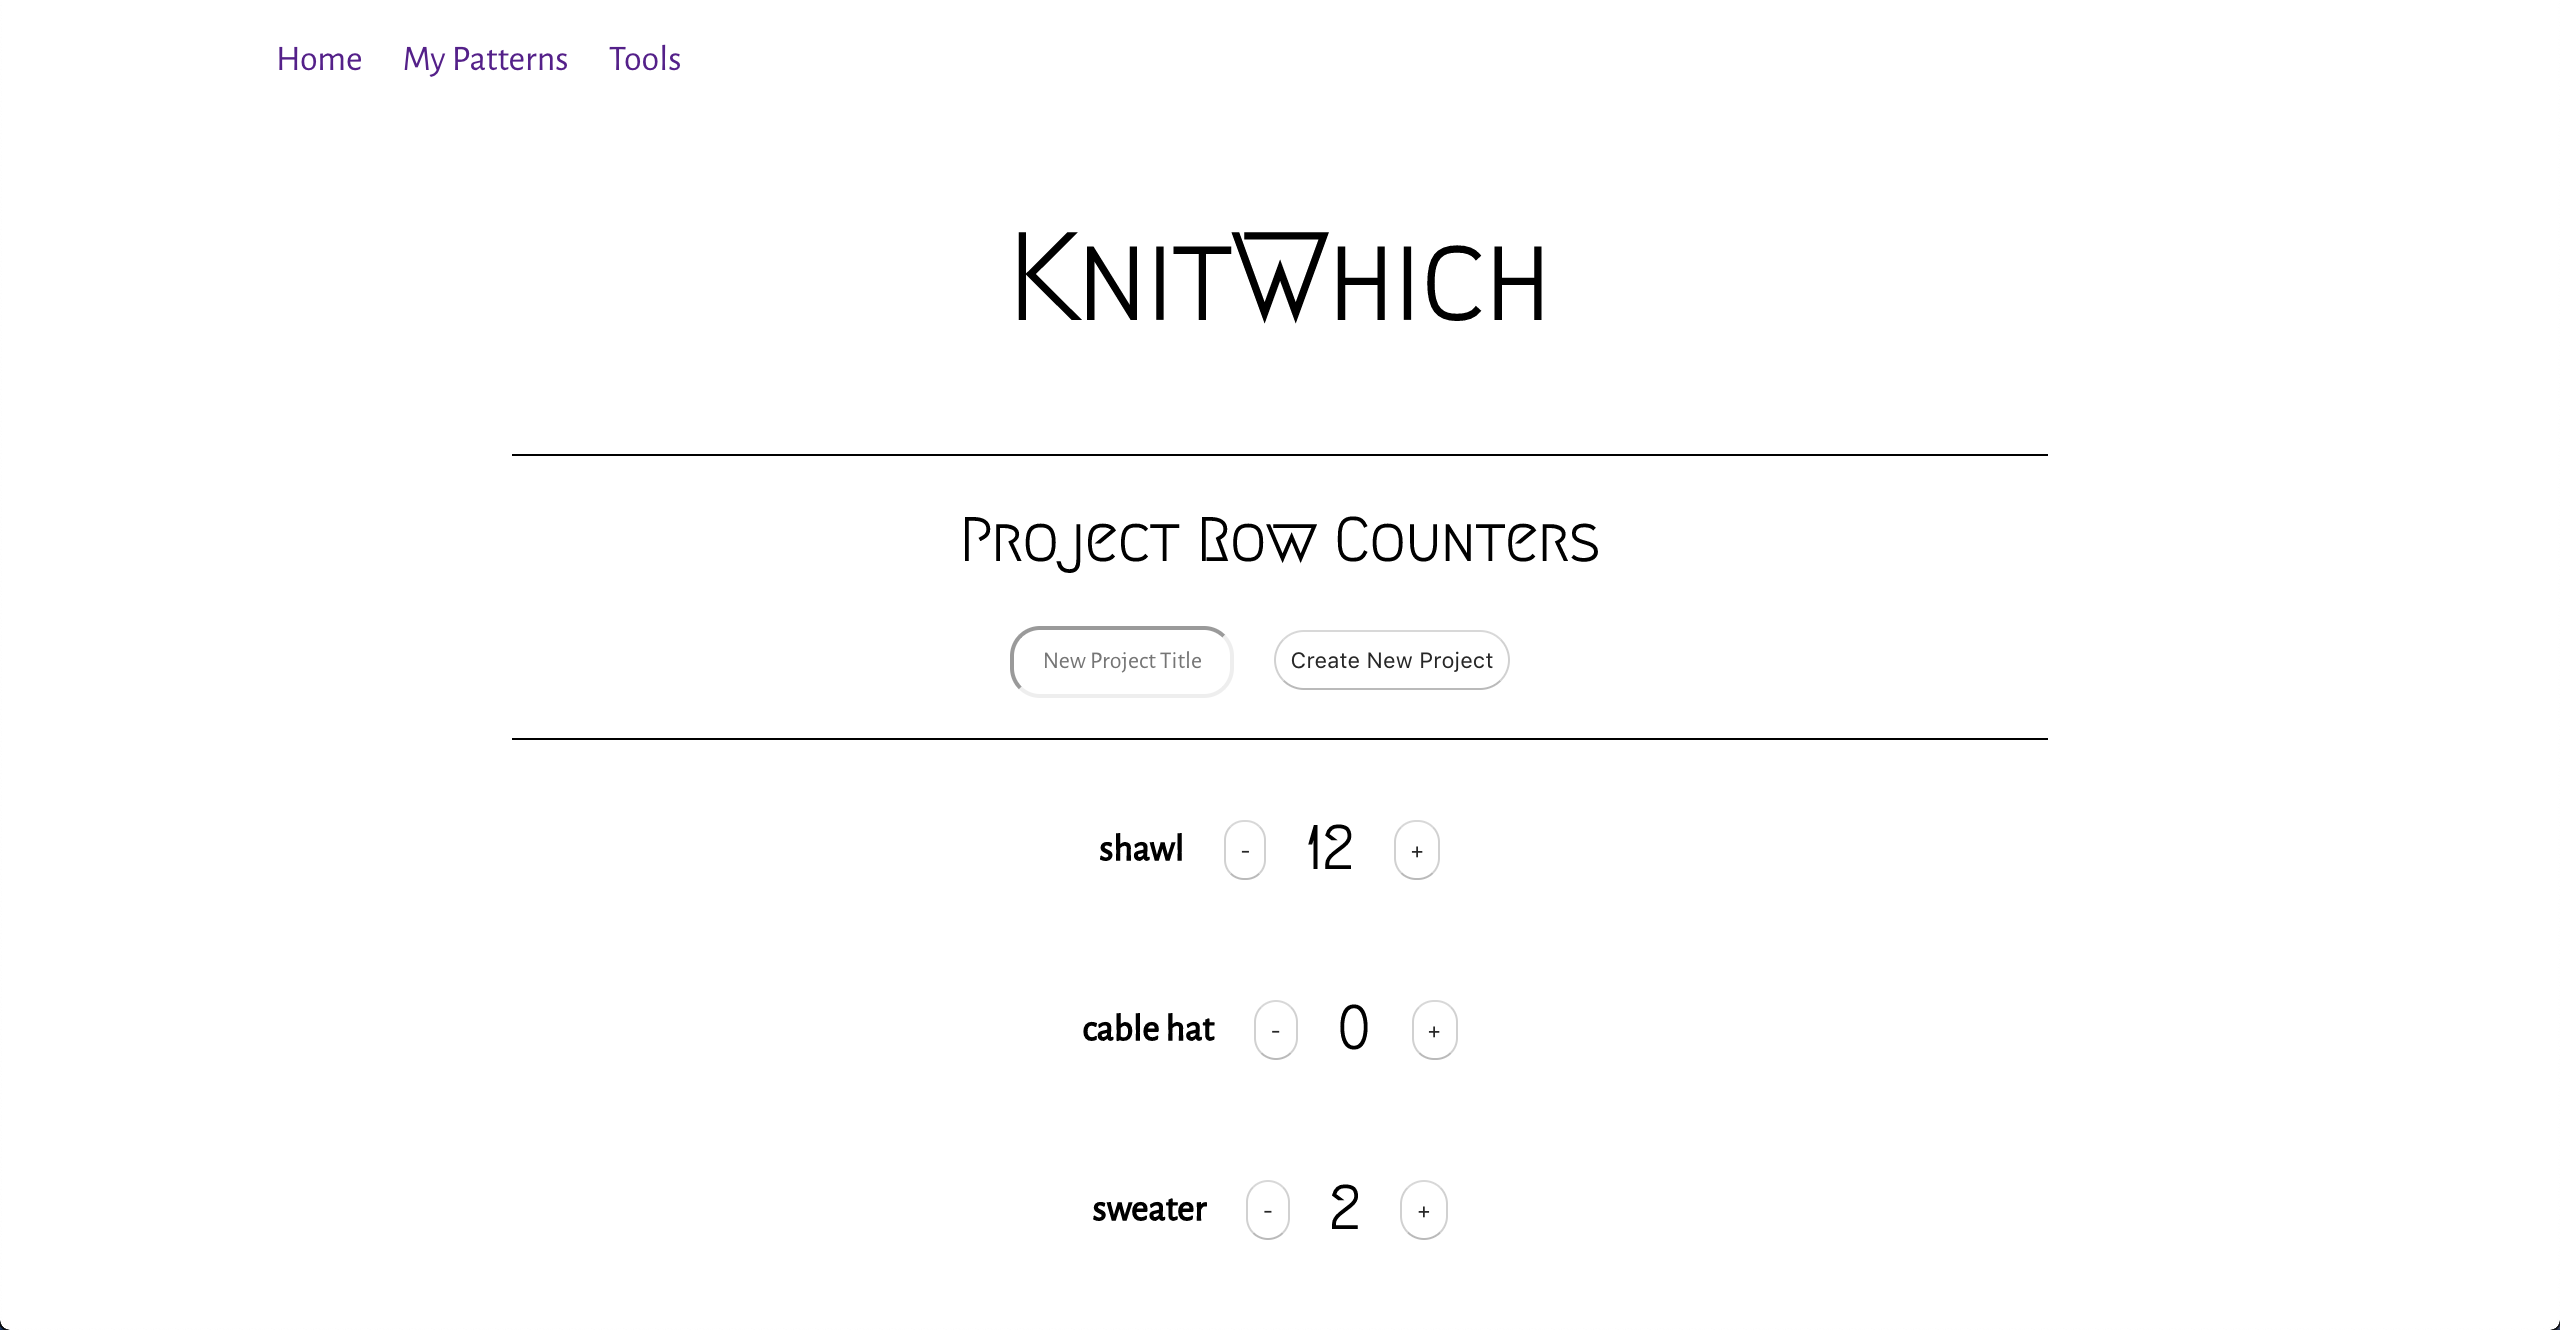 Home My Patterns Tools
KnitWhich
Project Row Counters
New Project Title Create New Project
shawl - 12 +
cable hat - 0 +
sweater - 2 +